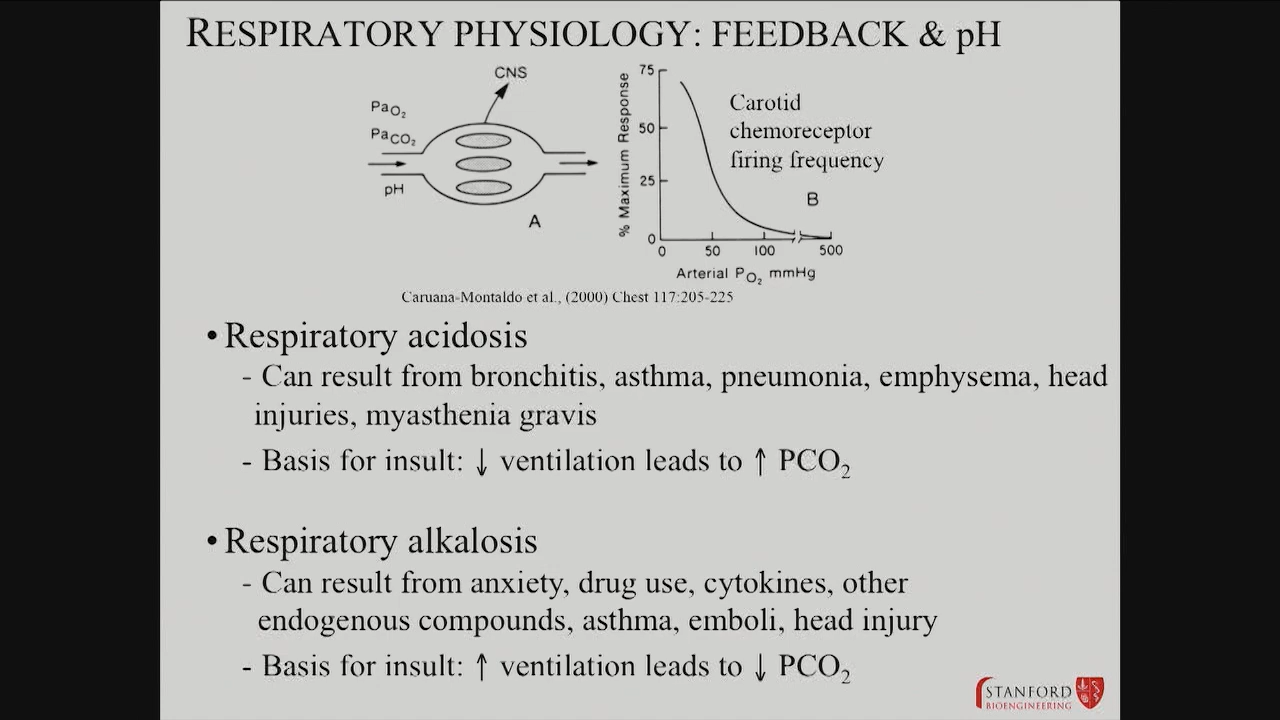 RESPIRATORY PHYSIOLOGY: FEEDBACK & pH
CNS
PaO₂
PaCO₂
pH
A
% Maximum Response
75
50
25
0
0 50 100 500
Arterial PO₂ mmHg
Carotid
chemoreceptor
firing frequency
B
Caruana-Montaldo et al., (2000) Chest 117:205-225
• Respiratory acidosis
- Can result from bronchitis, asthma, pneumonia, emphysema, head
injuries, myasthenia gravis
- Basis for insult: ↓ ventilation leads to ↑ PCO₂
• Respiratory alkalosis
- Can result from anxiety, drug use, cytokines, other
endogenous compounds, asthma, emboli, head injury
- Basis for insult: ↑ ventilation leads to ↓ PCO₂
STANFORD
BIOENGINEERING